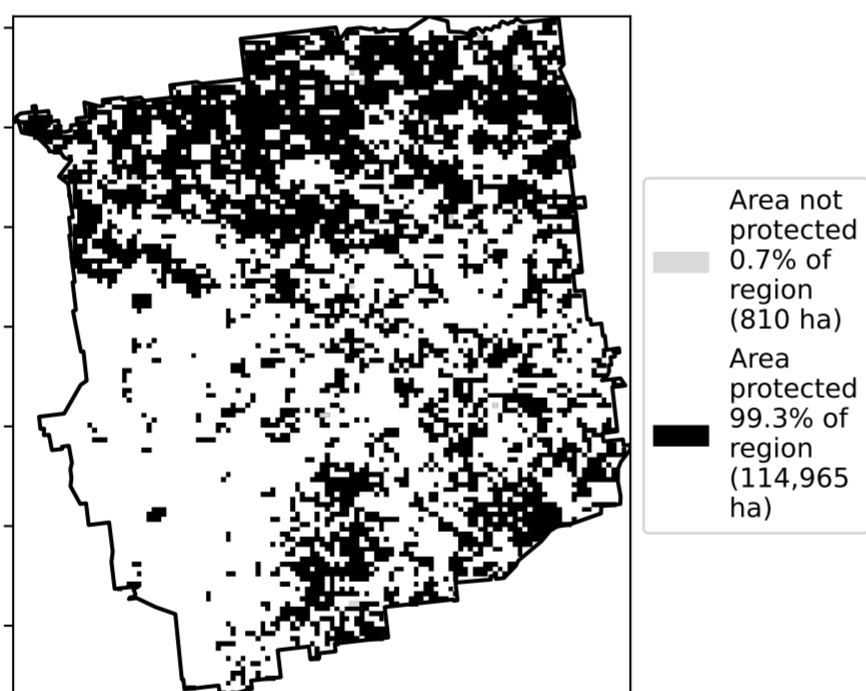 Area not
protected
0.7% of
region
(810 ha)
Area
protected
99.3% of
region
(114,965
ha)